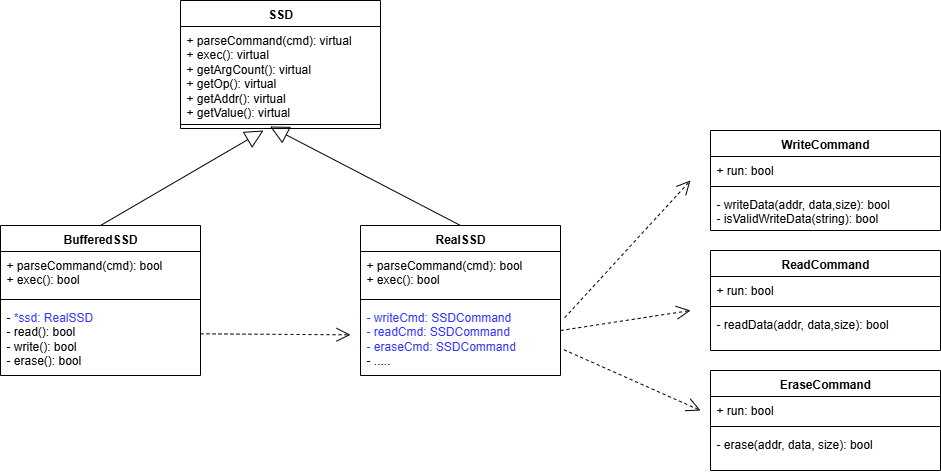 SSD
+ parseCommand(cmd): virtual
+ exec(): virtual
+ getArgCount(): virtual
+ getOp(): virtual
+ getAddr(): virtual
+ getValue(): virtual
BufferedSSD
+ parseCommand(cmd): bool
+ exec(): bool
- *ssd: RealSSD
- read(): bool
- write(): bool
- erase(): bool
RealSSD
+ parseCommand(cmd): bool
+ exec(): bool
- writeCmd: SSDCommand
- readCmd: SSDCommand
- eraseCmd: SSDCommand
- .....
WriteCommand
+ run: bool
- writeData(addr, data,size): bool
- isValidWriteData(string): bool
ReadCommand
+ run: bool
- readData(addr, data,size): bool
EraseCommand
+ run: bool
- erase(addr, data, size): bool